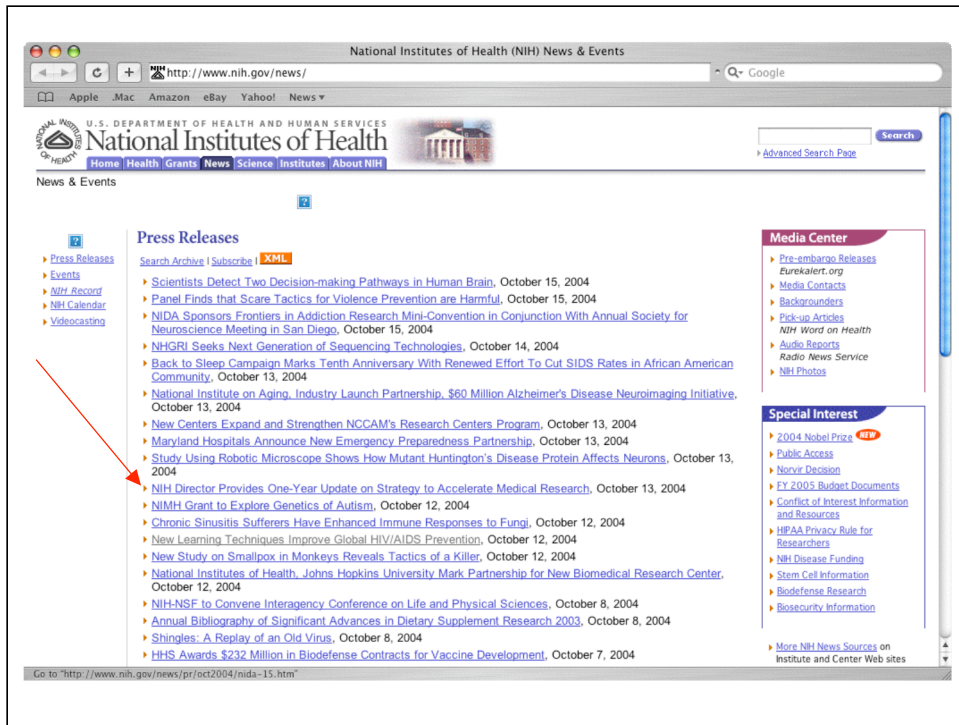 National Institutes of Health (NIH) News & Events
http://www.nih.gov/news/
Google
Apple .Mac Amazon eBay Yahoo! News
NATIONAL INSTITUTES OF HEALTH
U.S. DEPARTMENT OF HEALTH AND HUMAN SERVICES
National Institutes of Health
Home Health Grants News Science Institutes About NIH
Search
Advanced Search Page
News & Events
Press Releases
Events
NIH Record
NIH Calendar
Videocasting
Press Releases
Search Archive | Subscribe | XML
Scientists Detect Two Decision-making Pathways in Human Brain, October 15, 2004
Panel Finds that Scare Tactics for Violence Prevention are Harmful, October 15, 2004
NIDA Sponsors Frontiers in Addiction Research Mini-Convention in Conjunction With Annual Society for
Neuroscience Meeting in San Diego, October 15, 2004
NHGRI Seeks Next Generation of Sequencing Technologies, October 14, 2004
Back to Sleep Campaign Marks Tenth Anniversary With Renewed Effort To Cut SIDS Rates in African American
Community, October 13, 2004
National Institute on Aging, Industry Launch Partnership, $60 Million Alzheimer's Disease Neuroimaging Initiative,
October 13, 2004
New Centers Expand and Strengthen NCCAM's Research Centers Program, October 13, 2004
Maryland Hospitals Announce New Emergency Preparedness Partnership, October 13, 2004
Study Using Robotic Microscope Shows How Mutant Huntington's Disease Protein Affects Neurons, October 13,
2004
NIH Director Provides One-Year Update on Strategy to Accelerate Medical Research, October 13, 2004
NIMH Grant to Explore Genetics of Autism, October 12, 2004
Chronic Sinusitis Sufferers Have Enhanced Immune Responses to Fungi, October 12, 2004
New Learning Techniques Improve Global HIV/AIDS Prevention, October 12, 2004
New Study on Smallpox in Monkeys Reveals Tactics of a Killer, October 12, 2004
National Institutes of Health, Johns Hopkins University Mark Partnership for New Biomedical Research Center,
October 12, 2004
NIH-NSF to Convene Interagency Conference on Life and Physical Sciences, October 8, 2004
Annual Bibliography of Significant Advances in Dietary Supplement Research 2003, October 8, 2004
Shingles: A Replay of an Old Virus, October 8, 2004
HHS Awards $232 Million in Biodefense Contracts for Vaccine Development, October 7, 2004
Media Center
Pre-embargo Releases
Eurekalert.org
Media Contacts
Backgrounders
Pick-up Articles
NIH Word on Health
Audio Reports
Radio News Service
NIH Photos
Special Interest
2004 Nobel Prize NEW
Public Access
Norvir Decision
FY 2005 Budget Documents
Conflict of Interest Information
and Resources
HIPAA Privacy Rule for
Researchers
NIH Disease Funding
Stem Cell Information
Biodefense Research
Biosecurity Information
More NIH News Sources on
Institute and Center Web sites
Go to "http://www.nih.gov/news/pr/oct2004/nida-15.htm"